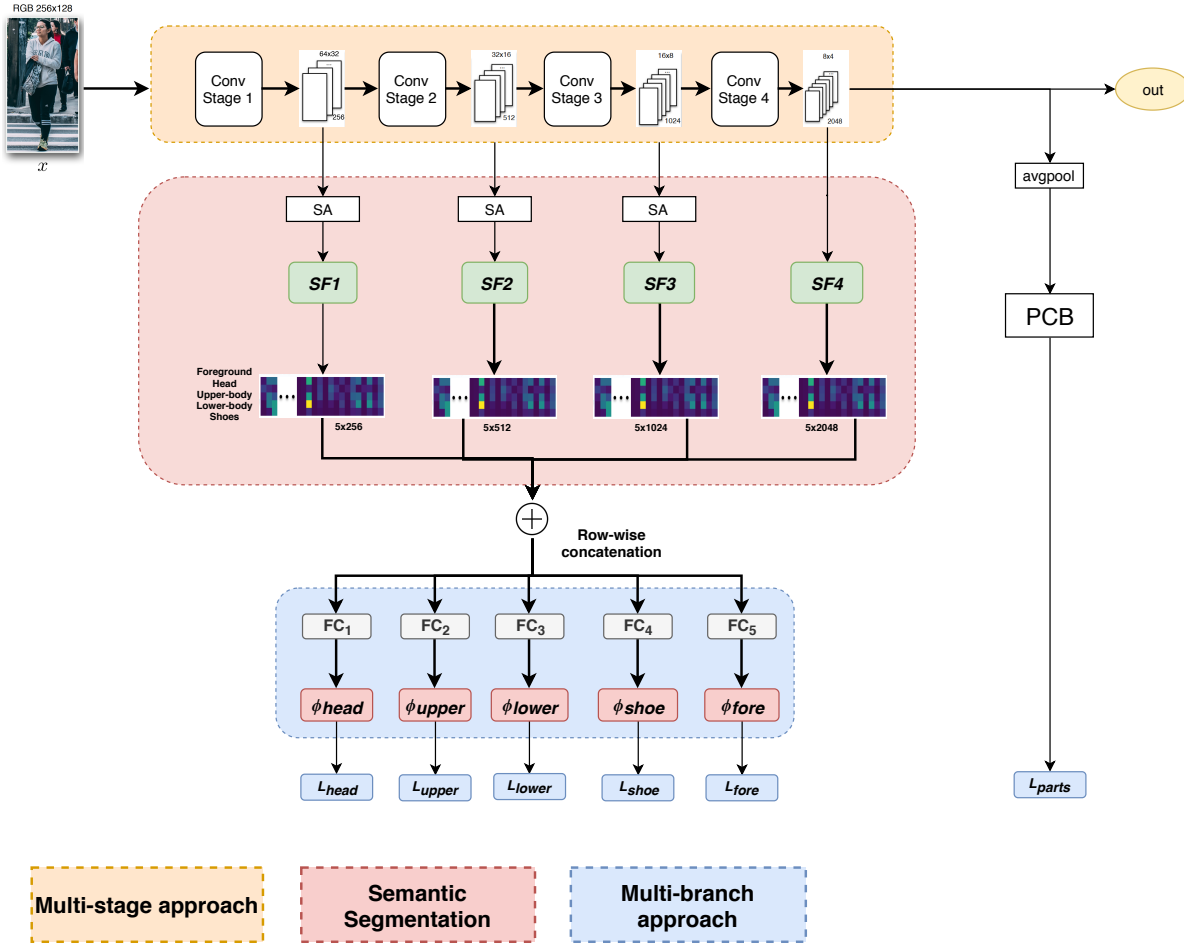 RGB 256x128
x
Conv
Stage 1
64x32
...
256
Conv
Stage 2
32x16
...
512
Conv
Stage 3
16x8
...
1024
Conv
Stage 4
8x4
...
2048
out
avgpool
PCB
SA
SA
SA
SF1
SF2
SF3
SF4
Foreground
Head
Upper-body
Lower-body
Shoes
...
...
...
...
5x256
5x512
5x1024
5x2048
Row-wise
concatenation
FC1
FC2
FC3
FC4
FC5
ϕhead
ϕupper
ϕlower
ϕshoe
ϕfore
Lhead
Lupper
Llower
Lshoe
Lfore
Lparts
Multi-stage approach
Semantic
Segmentation
Multi-branch
approach